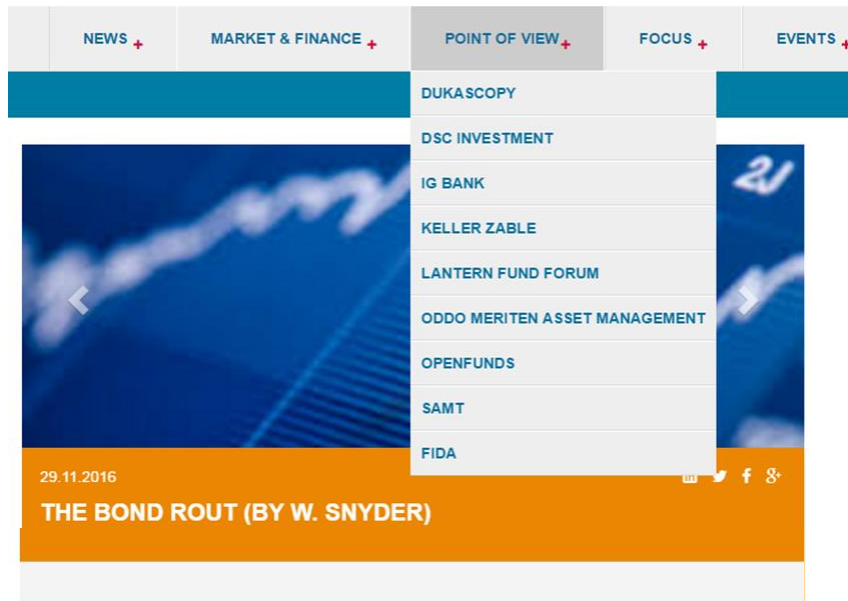 NEWS + MARKET & FINANCE + POINT OF VIEW + FOCUS + EVENTS +
DUKASCOPY
DSC INVESTMENT
IG BANK
KELLER ZABLE
LANTERN FUND FORUM
ODDO MERITEN ASSET MANAGEMENT
OPENFUNDS
SAMT
FIDA
29.11.2016
THE BOND ROUT (BY W. SNYDER)